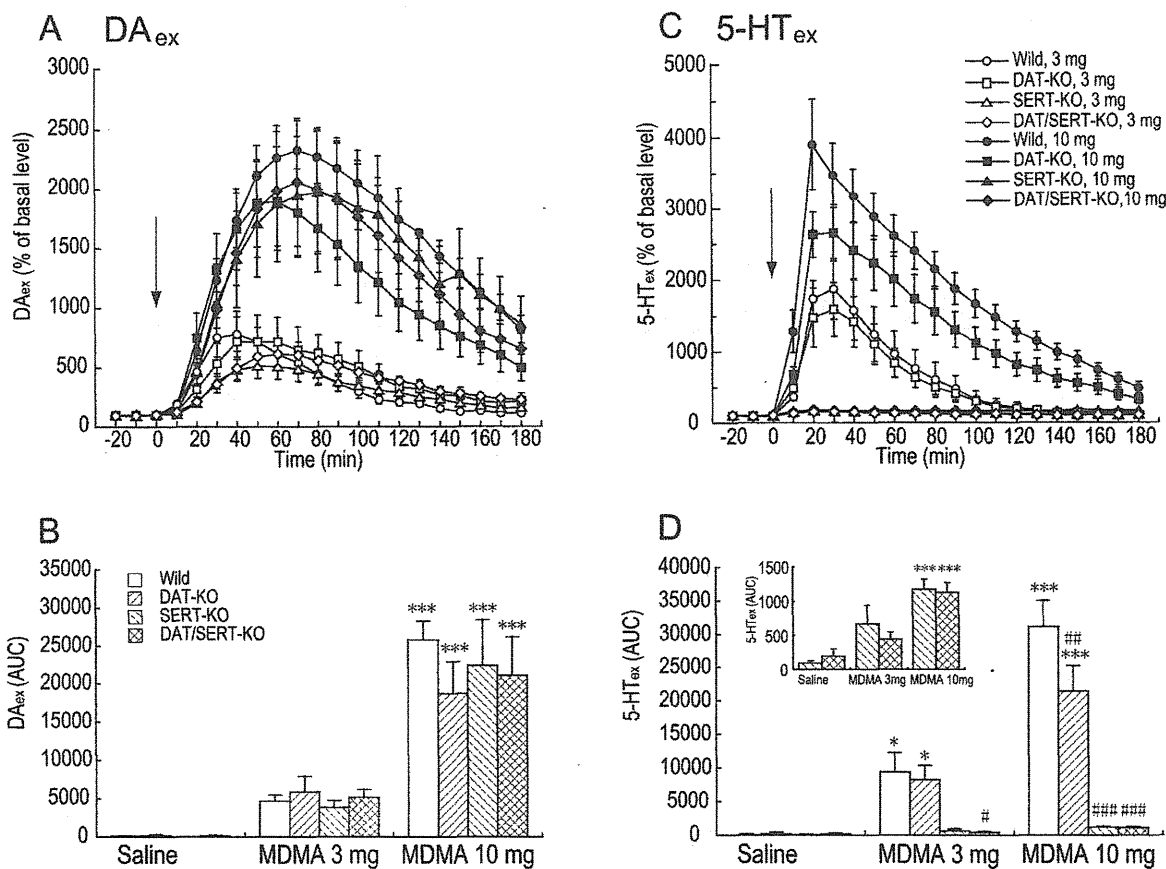 A DAex
3000
2500
2000
1500
1000
500
0
DAex (% of basal level)
-20 0 20 40 60 80 100 120 140 160 180
Time (min)
C 5-HTex
5000
4000
3000
2000
1000
0
5-HTex (% of basal level)
-20 0 20 40 60 80 100 120 140 160 180
Time (min)
Wild, 3 mg
DAT-KO, 3 mg
SERT-KO, 3 mg
DAT/SERT-KO, 3 mg
Wild, 10 mg
DAT-KO, 10 mg
SERT-KO, 10 mg
DAT/SERT-KO,10 mg
B
35000
30000
25000
20000
15000
10000
5000
0
DAex (AUC)
Wild
DAT-KO
SERT-KO
DAT/SERT-KO
*** *** *** ***
Saline MDMA 3 mg MDMA 10 mg
D
40000
35000
30000
25000
20000
15000
10000
5000
0
5-HTex (AUC)
1500
1000
500
0
5-HTex (AUC)
*** ***
Saline MDMA 3mg MDMA 10mg
***
##
***
* *
#
### ###
Saline MDMA 3 mg MDMA 10 mg